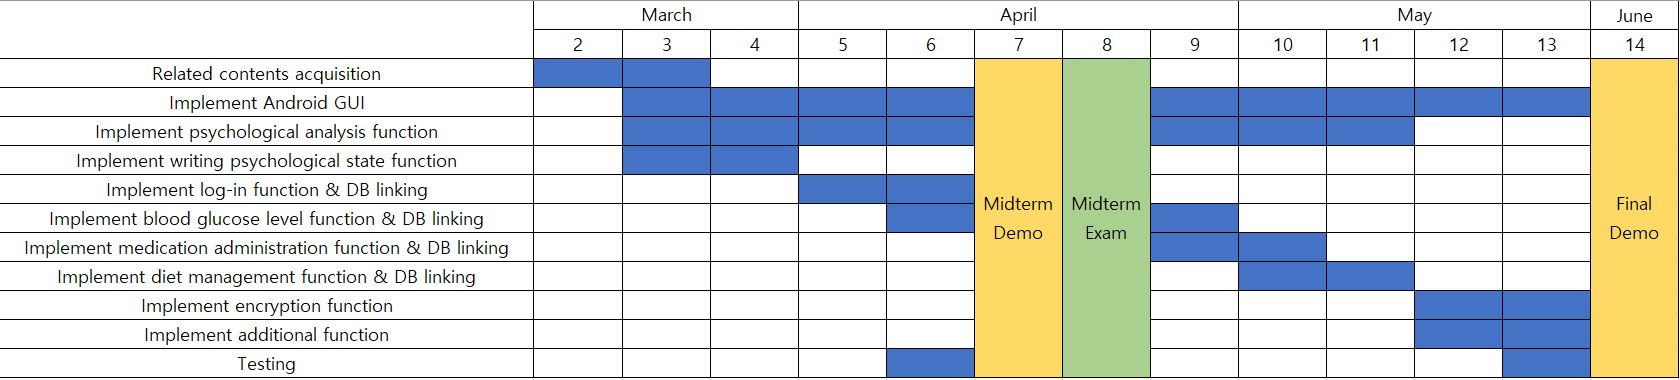 March April May June
2 3 4 5 6 7 8 9 10 11 12 13 14
Related contents acquisition
Implement Android GUI
Implement psychological analysis function
Implement writing psychological state function
Implement log-in function & DB linking
Implement blood glucose level function & DB linking
Implement medication administration function & DB linking
Implement diet management function & DB linking
Implement encryption function
Implement additional function
Testing
Midterm
Demo
Midterm
Exam
Final
Demo